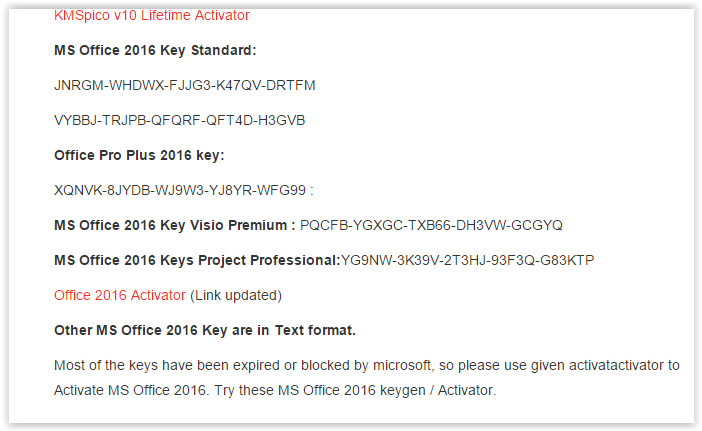 KMSpico v10 Lifetime Activator
MS Office 2016 Key Standard:
JNRGM-WHDWX-FJJG3-K47QV-DRTFM
VYBBJ-TRJPB-QFQRF-QFT4D-H3GVB
Office Pro Plus 2016 key:
XQNVK-8JYDB-WJ9W3-YJ8YR-WFG99 :
MS Office 2016 Key Visio Premium : PQCFB-YGXGC-TXB66-DH3VW-GCGYQ
MS Office 2016 Keys Project Professional:YG9NW-3K39V-2T3HJ-93F3Q-G83KTP
Office 2016 Activator (Link updated)
Other MS Office 2016 Key are in Text format.
Most of the keys have been expired or blocked by microsoft, so please use given activatactivator to
Activate MS Office 2016. Try these MS Office 2016 keygen / Activator.